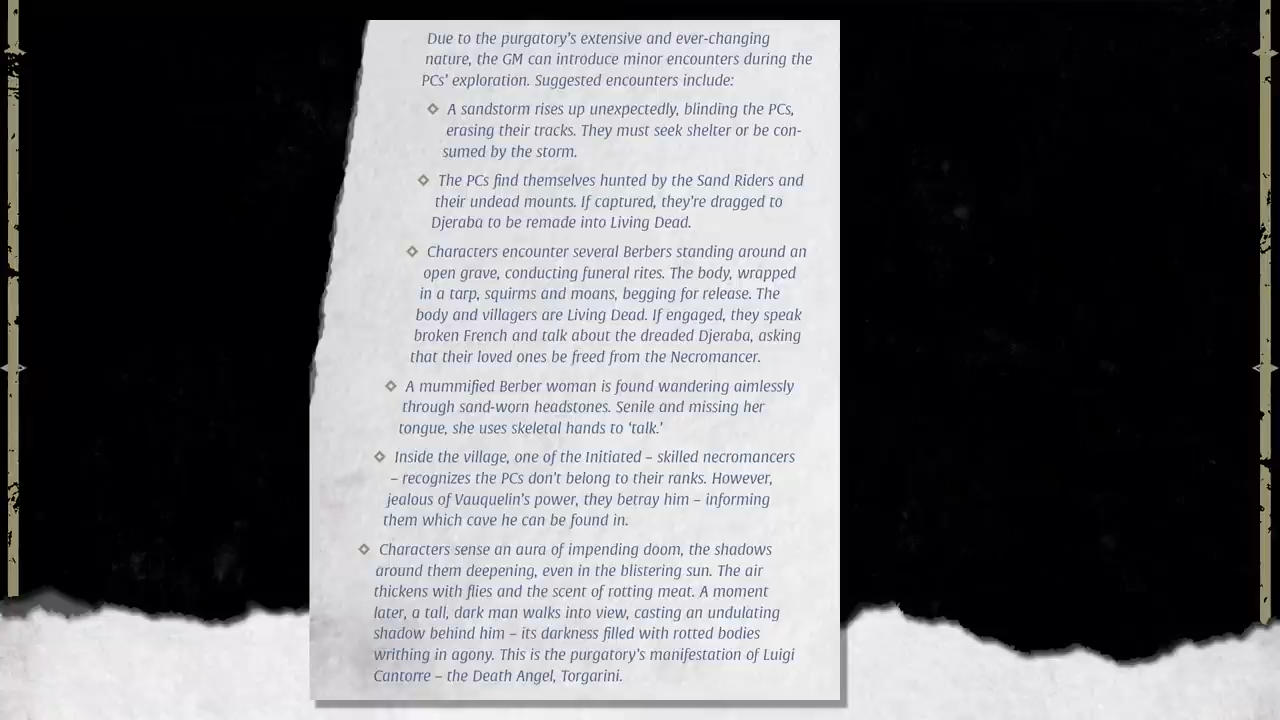 Due to the purgatory's extensive and ever-changing
nature, the GM can introduce minor encounters during the
PCs' exploration. Suggested encounters include:
A sandstorm rises up unexpectedly, blinding the PCs,
erasing their tracks. They must seek shelter or be con-
sumed by the storm.
The PCs find themselves hunted by the Sand Riders and
their undead mounts. If captured, they're dragged to
Djeraba to be remade into Living Dead.
Characters encounter several Berbers standing around an
open grave, conducting funeral rites. The body, wrapped
in a tarp, squirms and moans, begging for release. The
body and villagers are Living Dead. If engaged, they speak
broken French and talk about the dreaded Djeraba, asking
that their loved ones be freed from the Necromancer.
A mummified Berber woman is found wandering aimlessly
through sand-worn headstones. Senile and missing her
tongue, she uses skeletal hands to 'talk.'
Inside the village, one of the Initiated – skilled necromancers
– recognizes the PCs don't belong to their ranks. However,
jealous of Vauquelin's power, they betray him – informing
them which cave he can be found in.
Characters sense an aura of impending doom, the shadows
around them deepening, even in the blistering sun. The air
thickens with flies and the scent of rotting meat. A moment
later, a tall, dark man walks into view, casting an undulating
shadow behind him – its darkness filled with rotted bodies
writhing in agony. This is the purgatory's manifestation of Luigi
Cantorre – the Death Angel, Torgarini.